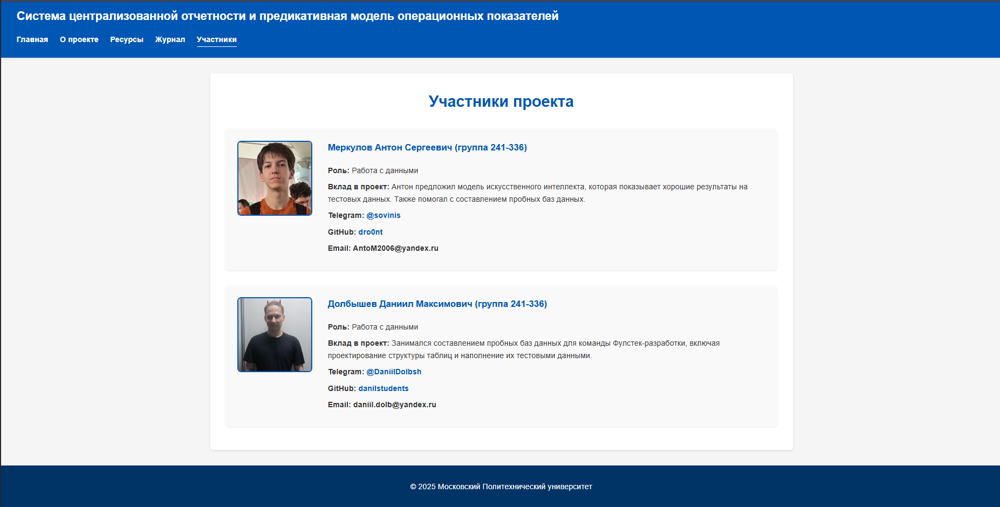 Система централизованной отчетности и предикативная модель операционных показателей
Главная О проекте Ресурсы Журнал Участники
Участники проекта
Меркулов Антон Сергеевич (группа 241-336)
Роль: Работа с данными
Вклад в проект: Антон предложил модель искусственного интеллекта, которая показывает хорошие результаты на
тестовых данных. Также помогал с составлением пробных баз данных.
Telegram: @sovinis
GitHub: dro0nt
Email: AntoM2006@yandex.ru
Долбышев Даниил Максимович (группа 241-336)
Роль: Работа с данными
Вклад в проект: Занимался составлением пробных баз данных для команды Фулстек-разработки, включая
проектирование структуры таблиц и наполнение их тестовыми данными.
Telegram: @DaniilDolbsh
GitHub: danilstudents
Email: daniil.dolb@yandex.ru
© 2025 Московский Политехнический университет